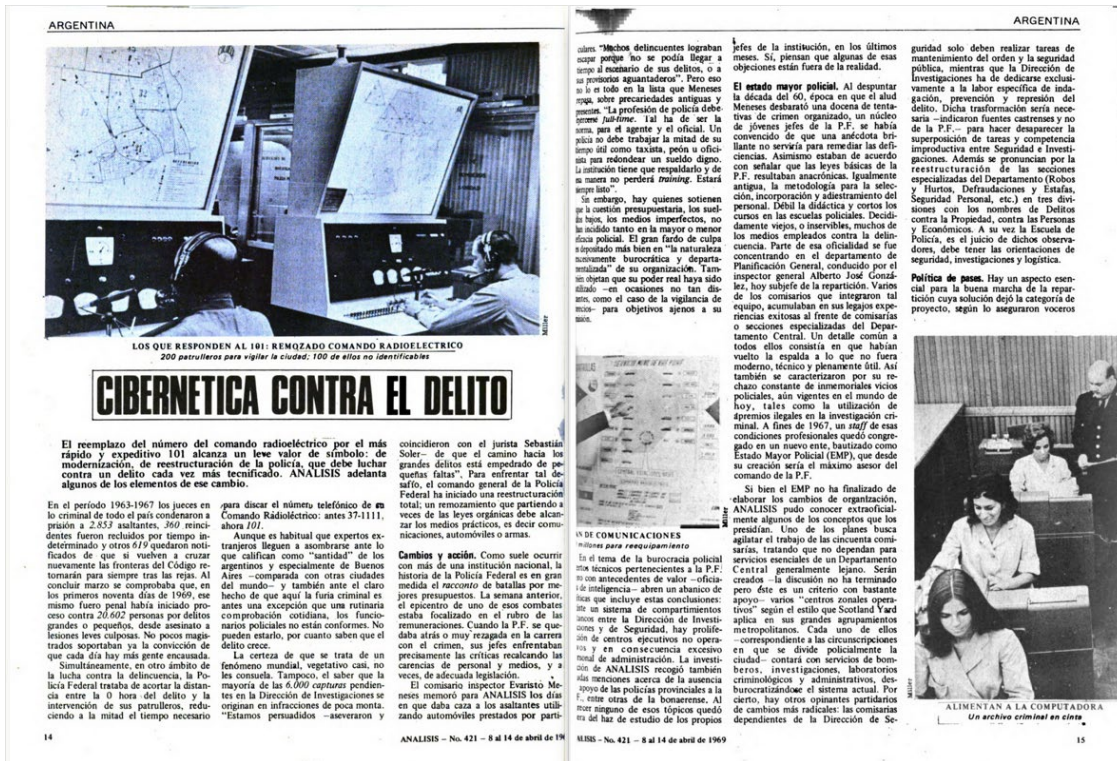 ARGENTINA
LOS QUE RESPONDEN AL 101: REMOZADO COMANDO RADIOELECTRICO
200 patrulleros para vigilar la ciudad; 100 de ellos no identificables
Miller
CIBERNETICA CONTRA EL DELITO
El reemplazo del número del comando radioeléctrico por el más
rápido y expeditivo 101 alcanza un leve valor de símbolo: de
modernización, de reestructuración de la policía, que debe luchar
contra un delito cada vez más tecnificado. ANALISIS adelanta
algunos de los elementos de ese cambio.
En el período 1963-1967 los jueces en
lo criminal de todo el país condenaron a
prisión a 2.853 asaltantes, 360 reinci-
dentes fueron recluidos por tiempo in-
determinado y otros 619 quedaron noti-
ficados de que si vuelven a cruzar
nuevamente las fronteras del Código re-
tornarán para siempre tras las rejas. Al
concluir marzo se comprobaba que, en
los primeros noventa días de 1969, ese
mismo fuero penal había iniciado pro-
ceso contra 20.602 personas por delitos
grandes o pequeños, desde asesinato a
lesiones leves culposas. No pocos magis-
trados soportaban ya la convicción de
que cada día hay más gente encausada.
Simultáneamente, en otro ámbito de
la lucha contra la delincuencia, la Po-
licía Federal trataba de acortar la distan-
cia entre la 0 hora del delito y la
intervención de sus patrulleros, redu-
ciendo a la mitad el tiempo necesario
para discar el número telefónico de su
Comando Rádioléctrico: antes 37-1111,
ahora 101.
Aunque es habitual que expertos ex-
tranjeros lleguen a asombrarse ante lo
que califican como "santidad" de los
argentinos y especialmente de Buenos
Aires —comparada con otras ciudades
del mundo— y también ante el claro
hecho de que aquí la furia criminal es
antes una excepción que una rutinaria
comprobación cotidiana, los funcio-
narios policiales no están conformes. No
pueden estarlo, por cuanto saben que el
delito crece.
La certeza de que se trata de un
fenómeno mundial, vegetativo casi, no
les consuela. Tampoco, el saber que la
mayoría de las 6.000 capturas pendien-
tes en la Dirección de Investigaciones se
originan en infracciones de poca monta.
"Estamos persuadidos —aseveraron y
coincidieron con el jurista Sebastián
Soler— de que el camino hacia los
grandes delitos está empedrado de pe-
queñas faltas". Para enfrentar tal de-
safío, el comando general de la Policía
Federal ha iniciado una reestructuración
total; un remozamiento que partiendo a
veces de las leyes orgánicas debe alcan-
zar los medios prácticos, es decir comu-
nicaciones, automóviles o armas.
Cambios y acción. Como suele ocurrir
con más de una institución nacional, la
historia de la Policía Federal es en gran
medida el racconto de batallas por me-
jores presupuestos. La semana anterior,
el epicentro de uno de esos combates
estaba focalizado en el rubro de las
remuneraciones. Cuando la P.F. se que-
daba atrás o muy rezagada en la carrera
con el crimen, sus jefes enfrentaban
precisamente las críticas recalcando las
carencias de personal y medios, y a
veces, de adecuada legislación.
El comisario inspector Evaristo Me-
neses memoró para ANALISIS los días
en que daba caza a los asaltantes utili-
zando automóviles prestados por parti-
14
ANALISIS — No. 421 — 8 al 14 de abril de
ARGENTINA
culares. "Muchos delincuentes lograban
escapar porque no se podía llegar a
tiempo al escenario de sus delitos, o a
sus provisorios aguantaderos". Pero eso
no lo es todo en la lista que Meneses
repasa, sobre precariedades antiguas y
presentes. "La profesión de policía debe
ejercerse full-time. Tal ha de ser la
norma, para el agente y el oficial. Un
policía no debe trabajar la mitad de su
tiempo útil como taxista, peón u oficinista
para redondear un sueldo digno.
La institución tiene que respaldarlo y de
esa manera no perderá training. Estará
siempre listo".
Sin embargo, hay quienes sostienen
que la cuestión presupuestaria, los suel-
dos bajos, los medios imperfectos, no
han incidido tanto en la mayor o menor
eficacia policial. El gran fardo de culpa
es depositado más bien en "la naturaleza
excesivamente burocrática y departa-
mentalizada" de su organización. Tam-
bién objetan que su poder real haya sido
utilizado —en ocasiones no tan dis-
tantes, como el caso de la vigilancia de
precios— para objetivos ajenos a su
misión.
Miller
DE COMUNICACIONES
millones para reequipamiento
En el tema de la burocracia policial
técnicos pertenecientes a la P.F.
con antecedentes de valor —oficia-
de inteligencia— abren un abanico de
que incluye estas conclusiones:
existe un sistema de compartimientos
estancos entre la Dirección de Investi-
gaciones y de Seguridad, hay prolife-
ración de centros ejecutivos no opera-
tivos y en consecuencia excesivo
personal de administración. La investi-
gación de ANALISIS recogió también
menciones acerca de la ausencia
apoyo de las policías provinciales a la
P.F., entre otras de la bonaerense. Al
parecer ninguno de esos tópicos quedó
fuera del haz de estudio de los propios
jefes de la institución, en los últimos
meses. Sí, piensan que algunas de esas
objeciones están fuera de la realidad.
El estado mayor policial. Al despuntar
la década del 60, época en que el alud
Meneses desbarató una docena de tenta-
tivas de crimen organizado, un núcleo
de jóvenes jefes de la P.F. se había
convencido de que una anécdota bri-
llante no serviría para remediar las defi-
ciencias. Asimismo estaban de acuerdo
con señalar que las leyes básicas de la
P.F. resultaban anacrónicas. Igualmente
antigua, la metodología para la selec-
ción, incorporación y adiestramiento del
personal. Débil la didáctica y cortos los
cursos en las escuelas policiales. Decidi-
damente viejos, o inservibles, muchos de
los medios empleados contra la delin-
cuencia. Parte de esa oficialidad se fue
concentrando en el departamento de
Planificación General, conducido por el
inspector general Alberto José Gonzá-
lez, hoy subjefe de la repartición. Varios
de los comisarios que integraron tal
equipo, acumulaban en sus legajos expe-
riencias exitosas al frente de comisarías
o secciones especializadas del Depar-
tamento Central. Un detalle común a
todos ellos consistía en que habían
vuelto la espalda a lo que no fuera
moderno, técnico y plenamente útil. Así
también se caracterizaron por su re-
chazo constante de inmemoriales vicios
policiales, aún vigentes en el mundo de
hoy, tales como la utilización de
apremios ilegales en la investigación cri-
minal. A fines de 1967, un staff de esas
condiciones profesionales quedó congre-
gado en un nuevo ente, bautizado como
Estado Mayor Policial (EMP), que desde
su creación sería el máximo asesor del
comando de la P.F.
Si bien el EMP no ha finalizado de
elaborar los cambios de organtzación,
ANALISIS pudo conocer extraoficial-
mente algunos de los conceptos que los
presidían. Uno de los planes busca
agilitar el trabajo de las cincuenta comi-
sarías, tratando que no dependan para
servicios esenciales de un Departamento
Central generalmente lejano. Serán
creados —la discusión no ha terminado
pero éste es un criterio con bastante
apoyo— varios "centros zonales opera-
tivos" según el estilo que Scotland Yard
aplica en sus grandes agrupamientos
metropolitanos. Cada uno de ellos
—correspondiente a las circunscripciones
en que se divide policialmente la
ciudad— contará con servicios de bom-
beros, investigaciones, laboratorios
criminológicos y administrativos, des-
burocratizándose el sistema actual. Por
cierto, hay otros opinantes partidarios
de cambios más radicales: las comisarías
dependientes de la Dirección de Se-
guridad solo deben realizar tareas de
mantenimiento del orden y la seguridad
pública, mientras que la Dirección de
Investigaciones ha de dedicarse exclusi-
vamente a la labor específica de inda-
gación, prevención y represión del
delito. Dicha trasformación sería nece-
saria —indicaron fuentes castrenses y no
de la P.F.— para hacer desaparecer la
superposición de tareas y competencia
improductiva entre Seguridad e Investi-
gaciones. Además se pronuncian por la
reestructuración de las secciones
especializadas del Departamento (Robos
y Hurtos, Defraudaciones y Estafas,
Seguridad Personal, etc.) en tres divi-
siones con los nombres de Delitos
contra la Propiedad, contra las Personas
y Económicos. A su vez la Escuela de
Policía, es el juicio de dichos observa-
dores, debe tener las orientaciones de
seguridad, investigaciones y logística.
Política de pases. Hay un aspecto esen-
cial para la buena marcha de la repar-
tición cuya solución dejó la categoría de
proyecto, según lo aseguraron voceros
Miller
ALIMENTAN A LA COMPUTADORA
Un archivo criminal en cinta
ALISIS — No. 421 — 8 al 14 de abril de 1969
15